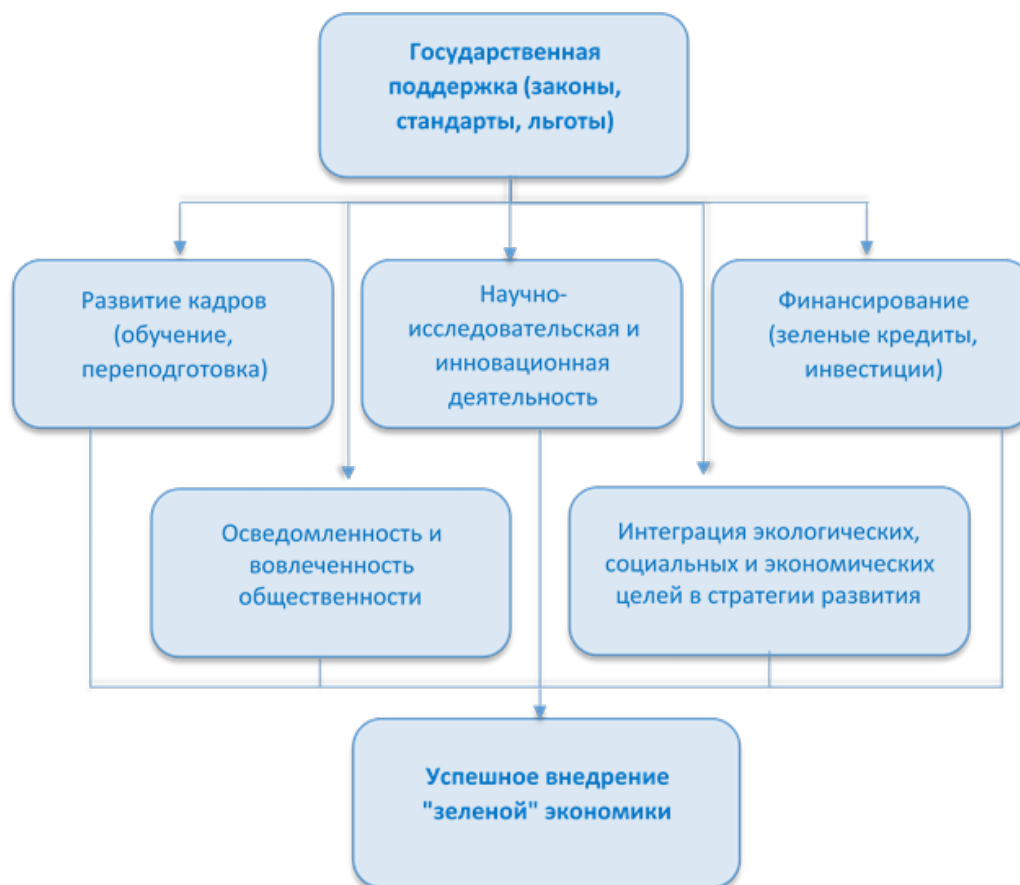 Государственная
поддержка (законы,
стандарты, льготы)
Развитие кадров
(обучение,
переподготовка)
Научно-
исследовательская и
инновационная
деятельность
Финансирование
(зеленые кредиты,
инвестиции)
Осведомленность и
вовлеченность
общественности
Интеграция экологических,
социальных и экономических
целей в стратегии развития
Успешное внедрение
"зеленой" экономики